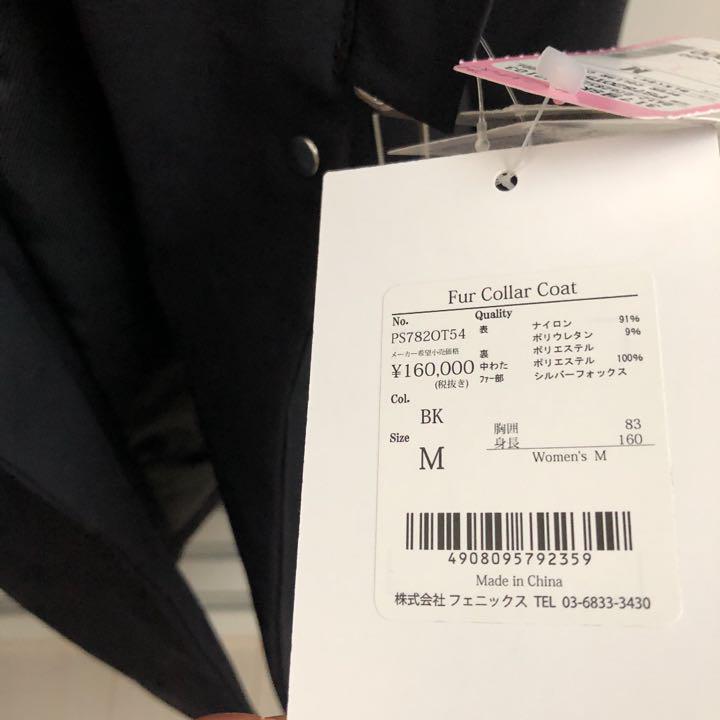 Fur Collar Coat
No.
PS782OT54
メーカー希望小売価格
¥160,000
(税抜き)
Quality
表 ナイロン 91%
ポリウレタン 9%
裏 ポリエステル
中わた ポリエステル 100%
ファー部 シルバーフォックス
Col.
BK
Size
M
胸囲 83
身長 160
Women's M
4908095792359
Made in China
株式会社 フェニックス TEL 03-6833-3430